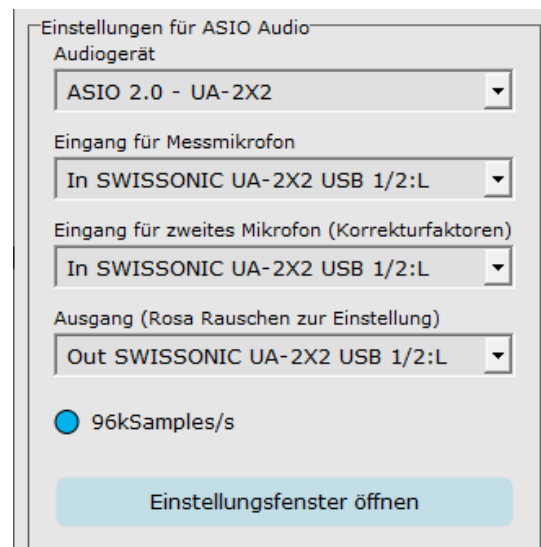 Einstellungen für ASIO Audio
Audiogerät
ASIO 2.0 - UA-2X2
Eingang für Messmikrofon
In SWISSONIC UA-2X2 USB 1/2:L
Eingang für zweites Mikrofon (Korrekturfaktoren)
In SWISSONIC UA-2X2 USB 1/2:L
Ausgang (Rosa Rauschen zur Einstellung)
Out SWISSONIC UA-2X2 USB 1/2:L
96kSamples/s
Einstellungsfenster öffnen